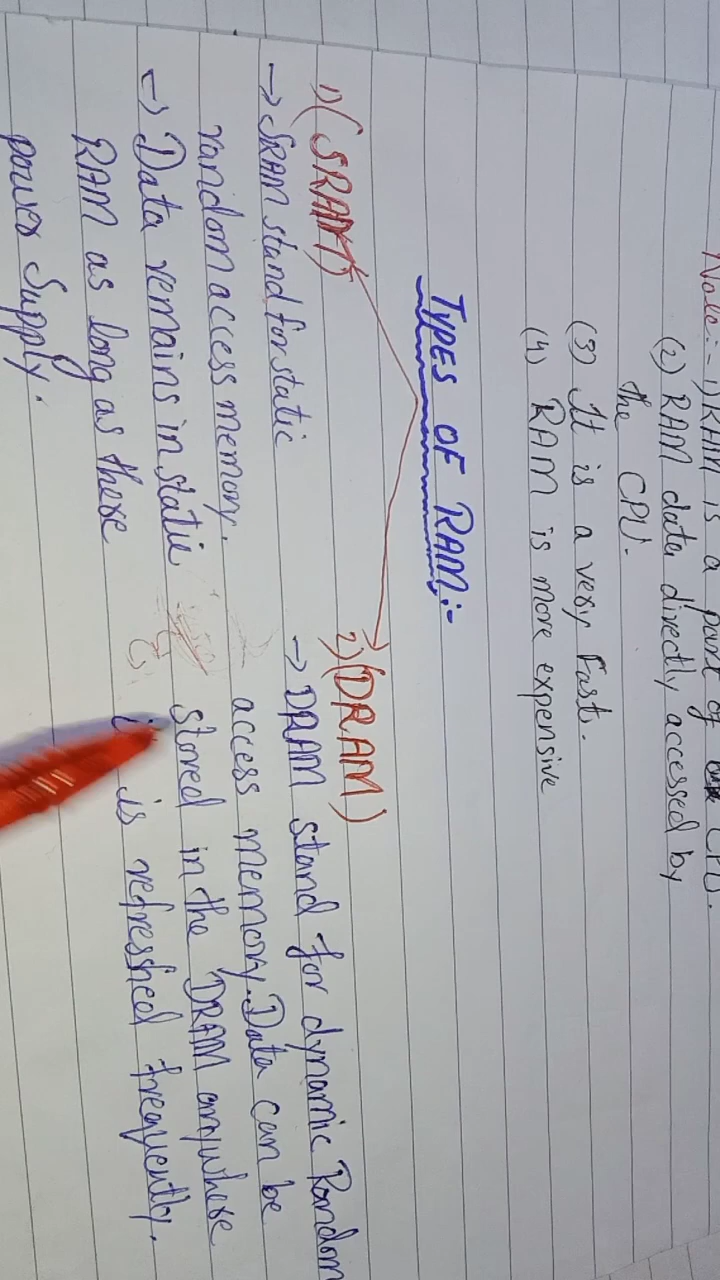 Note:- 1) RAM is a part of CPU.
(2) RAM data directly accessed by
the CPU.
(3) It is a very Fast.
(4) RAM is more expensive
TYPES OF RAM:-
1) (SRAM)
→ SRAM stand for static
random access memory.
→ Data remains in static
RAM as long as there
power Supply.
2) (DRAM)
→ DRAM stand for dynamic Random
access memory. Data can be
stored in the DRAM anywhere
is refreshed frequently.